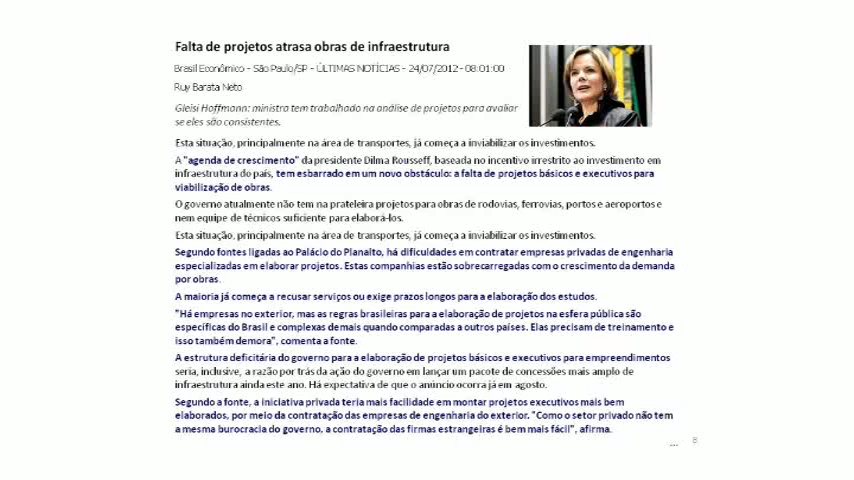 Falta de projetos atrasa obras de infraestrutura
Brasil Econômico - São Paulo/SP - ÚLTIMAS NOTÍCIAS - 24/07/2012 - 08:01:00
Ruy Barata Neto
Gleisi Hoffmann: ministra tem trabalhado na análise de projetos para avaliar
se eles são consistentes.
Esta situação, principalmente na área de transportes, já começa a inviabilizar os investimentos.
A "agenda de crescimento" da presidente Dilma Rousseff, baseada no incentivo irrestrito ao investimento em
infraestrutura do país, tem esbarrado em um novo obstáculo: a falta de projetos básicos e executivos para
viabilização de obras.
O governo atualmente não tem na prateleira projetos para obras de rodovias, ferrovias, portos e aeroportos e
nem equipe de técnicos suficiente para elaborá-los.
Esta situação, principalmente na área de transportes, já começa a inviabilizar os investimentos.
Segundo fontes ligadas ao Palácio do Planalto, há dificuldades em contratar empresas privadas de engenharia
especializadas em elaborar projetos. Estas companhias estão sobrecarregadas com o crescimento da demanda
por obras.
A maioria já começa a recusar serviços ou exige prazos longos para a elaboração dos estudos.
"Há empresas no exterior, mas as regras brasileiras para a elaboração de projetos na esfera pública são
específicas do Brasil e complexas demais quando comparadas a outros países. Elas precisam de treinamento e
isso também demora", comenta a fonte.
A estrutura deficitária do governo para a elaboração de projetos básicos e executivos para empreendimentos
seria, inclusive, a razão por trás da ação do governo em lançar um pacote de concessões mais amplo de
infraestrutura ainda este ano. Há expectativa de que o anúncio ocorra já em agosto.
Segundo a fonte, a iniciativa privada teria mais facilidade em montar projetos executivos mais bem
elaborados, por meio da contratação das empresas de engenharia do exterior. "Como o setor privado não tem
a mesma burocracia do governo, a contratação das firmas estrangeiras é bem mais fácil", afirma.
... 8